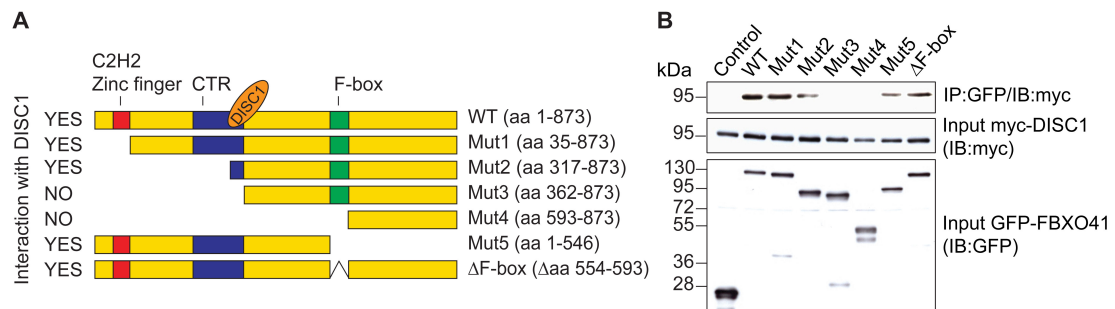 A
C2H2
Zinc finger CTR F-box
DISC1
Interaction with DISC1
YES WT (aa 1-873)
YES Mut1 (aa 35-873)
YES Mut2 (aa 317-873)
NO Mut3 (aa 362-873)
NO Mut4 (aa 593-873)
YES Mut5 (aa 1-546)
YES ΔF-box (Δaa 554-593)
B
Control WT Mut1 Mut2 Mut3 Mut4 Mut5 ΔF-box
kDa
95 IP:GFP/IB:myc
95 Input myc-DISC1
(IB:myc)
130
95
72
55
Input GFP-FBXO41
(IB:GFP)
36
28